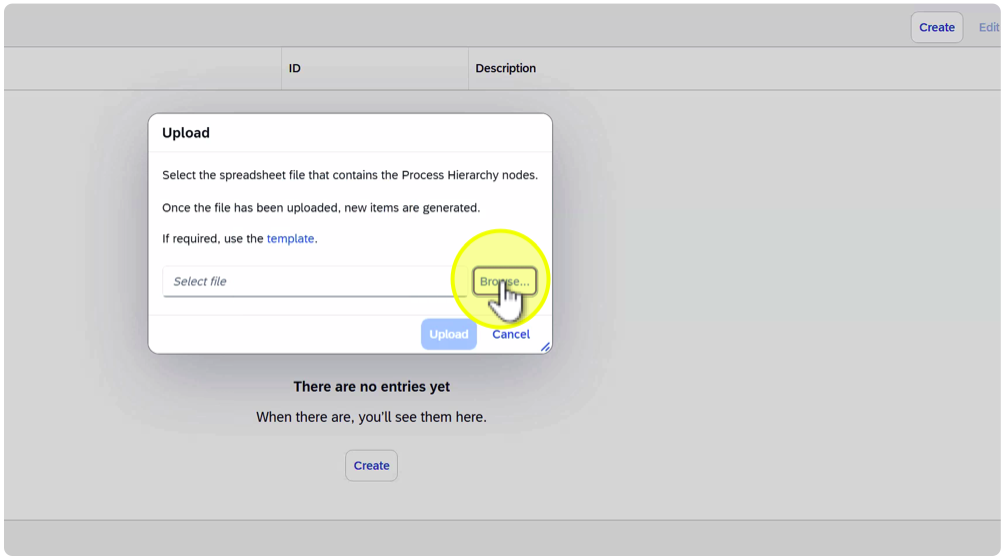 Create Edit
ID Description
Upload
Select the spreadsheet file that contains the Process Hierarchy nodes.
Once the file has been uploaded, new items are generated.
If required, use the template.
Select file Browse...
Upload Cancel
There are no entries yet
When there are, you'll see them here.
Create